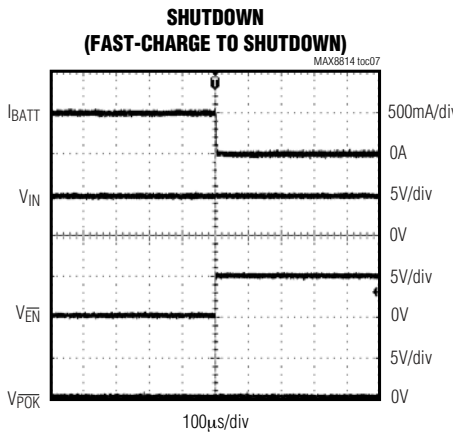 SHUTDOWN
(FAST-CHARGE TO SHUTDOWN)
MAX8814 toc07
T
IBATT
500mA/div
0A
VIN
5V/div
0V
5V/div
VEN
0V
5V/div
VPOK
0V
100µs/div